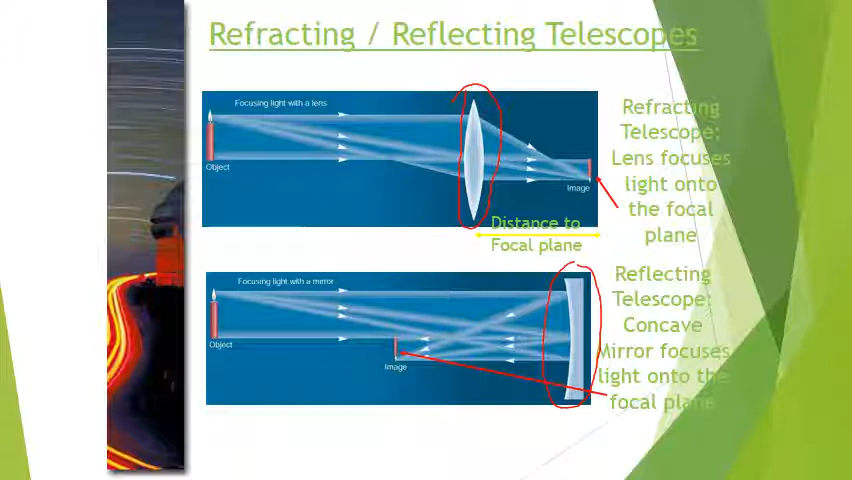 Refracting / Reflecting Telescopes
Focusing light with a lens
Object
Image
Refracting
Telescope:
Lens focuses
light onto
the focal
plane
Distance to
Focal plane
Focusing light with a mirror
Object
Image
Reflecting
Telescope:
Concave
Mirror focuses
light onto the
focal plane